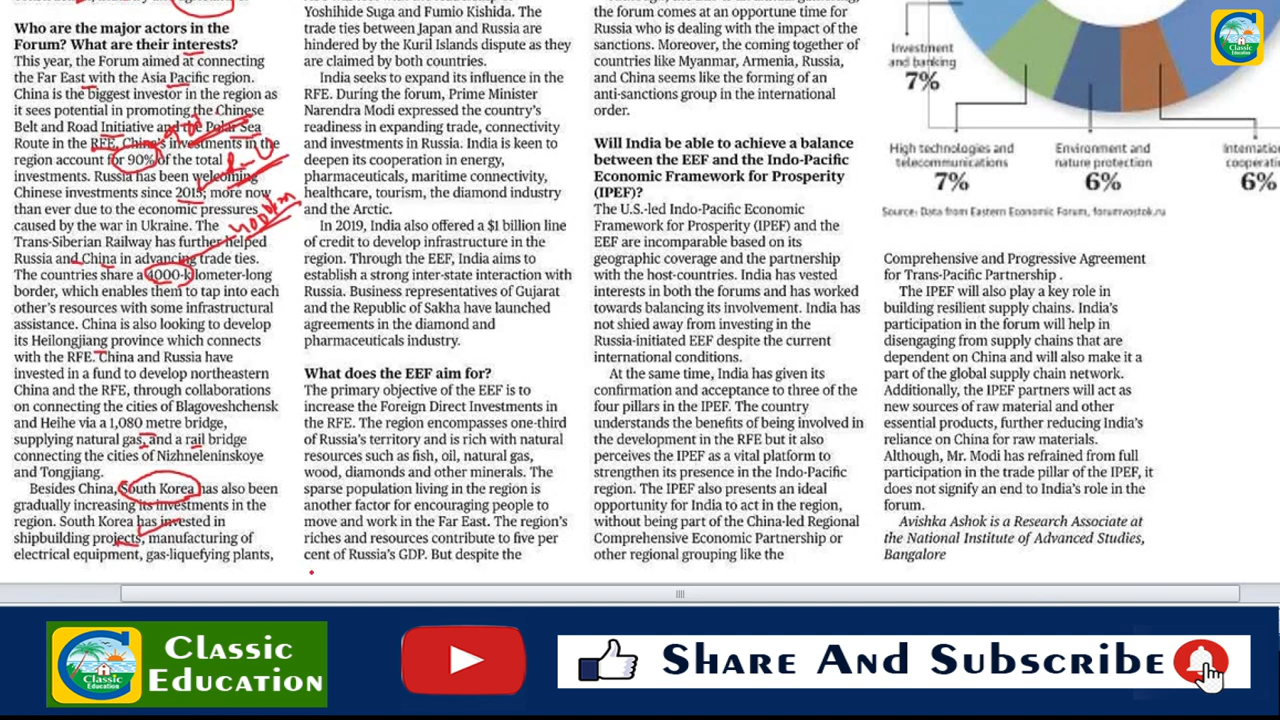 Who are the major actors in the
Forum? What are their interests?
This year, the Forum aimed at connecting
the Far East with the Asia Pacific region.
China is the biggest investor in the region as
it sees potential in promoting the Chinese
Belt and Road Initiative and the Polar Sea
Route in the RFE. China's investments in the
region account for 90% of the total
investments. Russia has been welcoming
Chinese investments since 2015; more now
than ever due to the economic pressures
caused by the war in Ukraine. The
Trans-Siberian Railway has further helped
Russia and China in advancing trade ties.
The countries share a 4000-kilometer-long
border, which enables them to tap into each
other's resources with some infrastructural
assistance. China is also looking to develop
its Heilongjiang province which connects
with the RFE. China and Russia have
invested in a fund to develop northeastern
China and the RFE, through collaborations
on connecting the cities of Blagoveshchensk
and Heihe via a 1,080 metre bridge,
supplying natural gas, and a rail bridge
connecting the cities of Nizhneleninskoye
and Tongjiang.
Besides China, South Korea has also been
gradually increasing its investments in the
region. South Korea has invested in
shipbuilding projects, manufacturing of
electrical equipment, gas-liquefying plants,
Yoshihide Suga and Fumio Kishida. The
trade ties between Japan and Russia are
hindered by the Kuril Islands dispute as they
are claimed by both countries.
India seeks to expand its influence in the
RFE. During the forum, Prime Minister
Narendra Modi expressed the country's
readiness in expanding trade, connectivity
and investments in Russia. India is keen to
deepen its cooperation in energy,
pharmaceuticals, maritime connectivity,
healthcare, tourism, the diamond industry
and the Arctic.
In 2019, India also offered a $1 billion line
of credit to develop infrastructure in the
region. Through the EEF, India aims to
establish a strong inter-state interaction with
Russia. Business representatives of Gujarat
and the Republic of Sakha have launched
agreements in the diamond and
pharmaceuticals industry.
What does the EEF aim for?
The primary objective of the EEF is to
increase the Foreign Direct Investments in
the RFE. The region encompasses one-third
of Russia's territory and is rich with natural
resources such as fish, oil, natural gas,
wood, diamonds and other minerals. The
sparse population living in the region is
another factor for encouraging people to
move and work in the Far East. The region's
riches and resources contribute to five per
cent of Russia's GDP. But despite the
the forum comes at an opportune time for
Russia who is dealing with the impact of the
sanctions. Moreover, the coming together of
countries like Myanmar, Armenia, Russia,
and China seems like the forming of an
anti-sanctions group in the international
order.
Will India be able to achieve a balance
between the EEF and the Indo-Pacific
Economic Framework for Prosperity
(IPEF)?
The U.S.-led Indo-Pacific Economic
Framework for Prosperity (IPEF) and the
EEF are incomparable based on its
geographic coverage and the partnership
with the host-countries. India has vested
interests in both the forums and has worked
towards balancing its involvement. India has
not shied away from investing in the
Russia-initiated EEF despite the current
international conditions.
At the same time, India has given its
confirmation and acceptance to three of the
four pillars in the IPEF. The country
understands the benefits of being involved in
the development in the RFE but it also
perceives the IPEF as a vital platform to
strengthen its presence in the Indo-Pacific
region. The IPEF also presents an ideal
opportunity for India to act in the region,
without being part of the China-led Regional
Comprehensive Economic Partnership or
other regional grouping like the
Investment
and banking
7%
High technologies and
telecommunications
7%
Environment and
nature protection
6%
6%
Source: Data from Eastern Economic Forum, forumvostok.ru
Comprehensive and Progressive Agreement
for Trans-Pacific Partnership .
The IPEF will also play a key role in
building resilient supply chains. India's
participation in the forum will help in
disengaging from supply chains that are
dependent on China and will also make it a
part of the global supply chain network.
Additionally, the IPEF partners will act as
new sources of raw material and other
essential products, further reducing India's
reliance on China for raw materials.
Although, Mr. Modi has refrained from full
participation in the trade pillar of the IPEF, it
does not signify an end to India's role in the
forum.
Avishka Ashok is a Research Associate at
the National Institute of Advanced Studies,
Bangalore
Classic
Education
Classic
Education
Classic
Education
Share And Subscribe